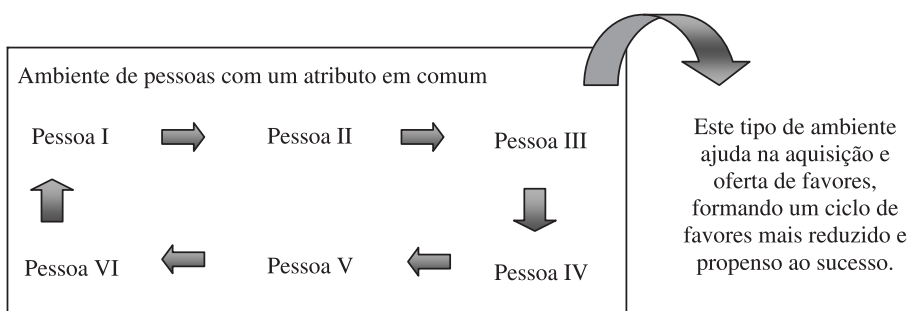 Ambiente de pessoas com um atributo em comum
Pessoa I
Pessoa II
Pessoa III
Pessoa VI
Pessoa V
Pessoa IV
Este tipo de ambiente
ajuda na aquisição e
oferta de favores,
formando um ciclo de
favores mais reduzido e
propenso ao sucesso.